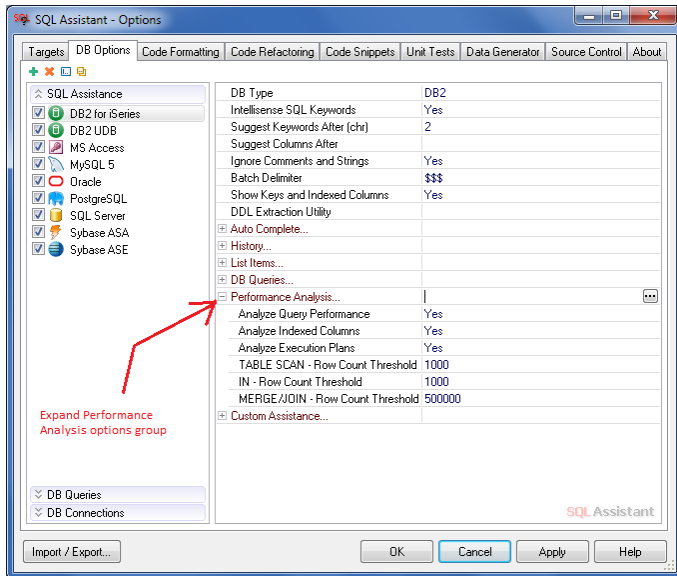 SQL Assistant - Options
Targets DB Options Code Formatting Code Refactoring Code Snippets Unit Tests Data Generator Source Control About
SQL Assistance
DB2 for iSeries
DB2 UDB
MS Access
MySQL 5
Oracle
PostgreSQL
SQL Server
Sybase ASA
Sybase ASE
DB Queries
DB Connections
DB Type DB2
Intellisense SQL Keywords Yes
Suggest Keywords After (chr) 2
Suggest Columns After
Ignore Comments and Strings Yes
Batch Delimiter $$$
Show Keys and Indexed Columns Yes
DDL Extraction Utility
Auto Complete...
History...
List Items...
DB Queries...
Performance Analysis... ...
Analyze Query Performance Yes
Analyze Indexed Columns Yes
Analyze Execution Plans Yes
TABLE SCAN - Row Count Threshold 1000
IN - Row Count Threshold 1000
MERGE/JOIN - Row Count Threshold 500000
Custom Assistance...
Expand Performance
Analysis options group
SQL Assistant
Import / Export... OK Cancel Apply Help